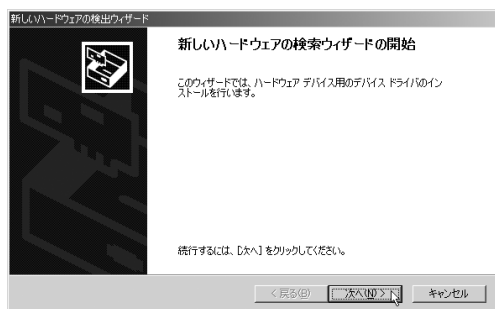 新しいハードウェアの検出ウィザード
新しいハードウェアの検索ウィザードの開始
このウィザードでは、ハードウェア デバイス用のデバイス ドライバのイン
ストールを行います。
続行するには、[次へ] をクリックしてください。
< 戻る(B)
次へ(N) >
キャンセル